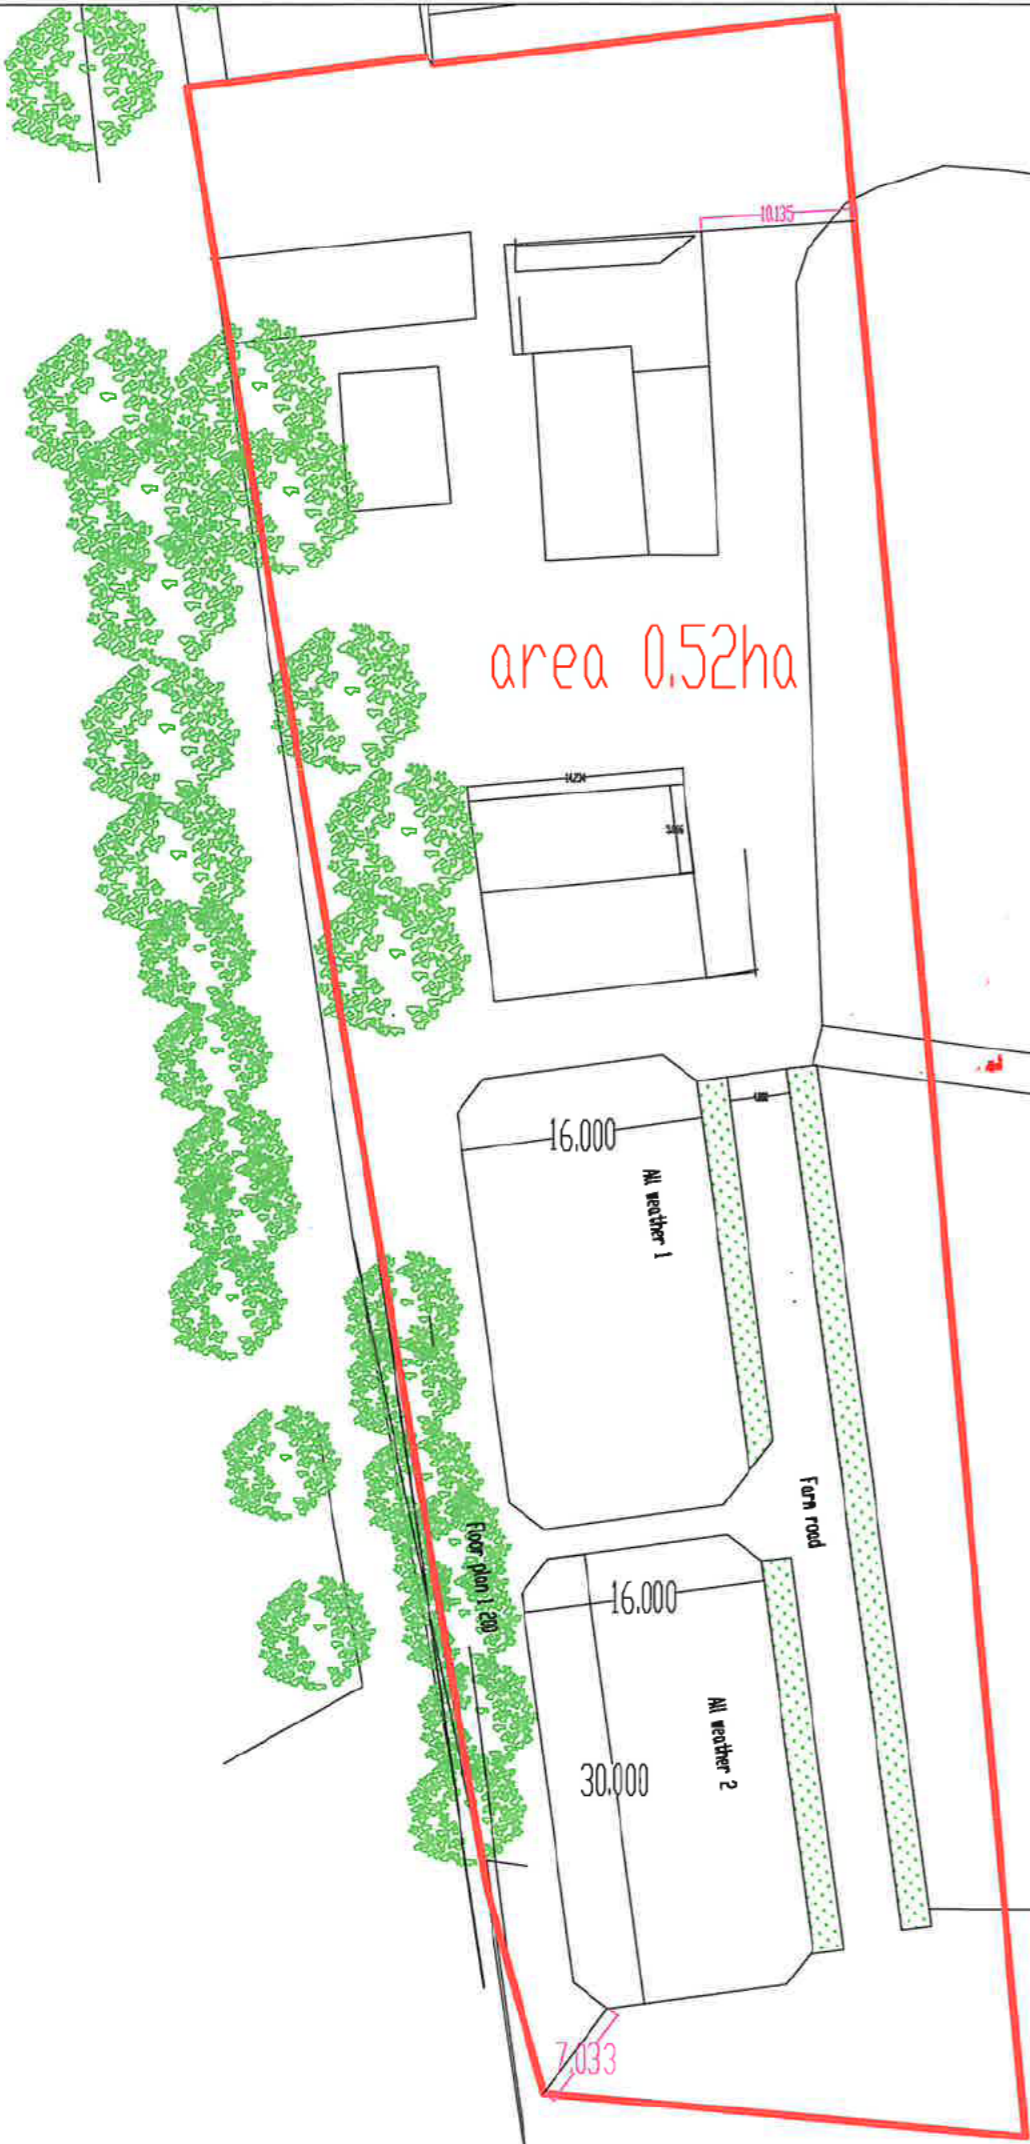 10.135
area 0.52ha
16.000
All weather 1
Farm road
Floor plan 1 200
16.000
All weather 2
30.000
7.033